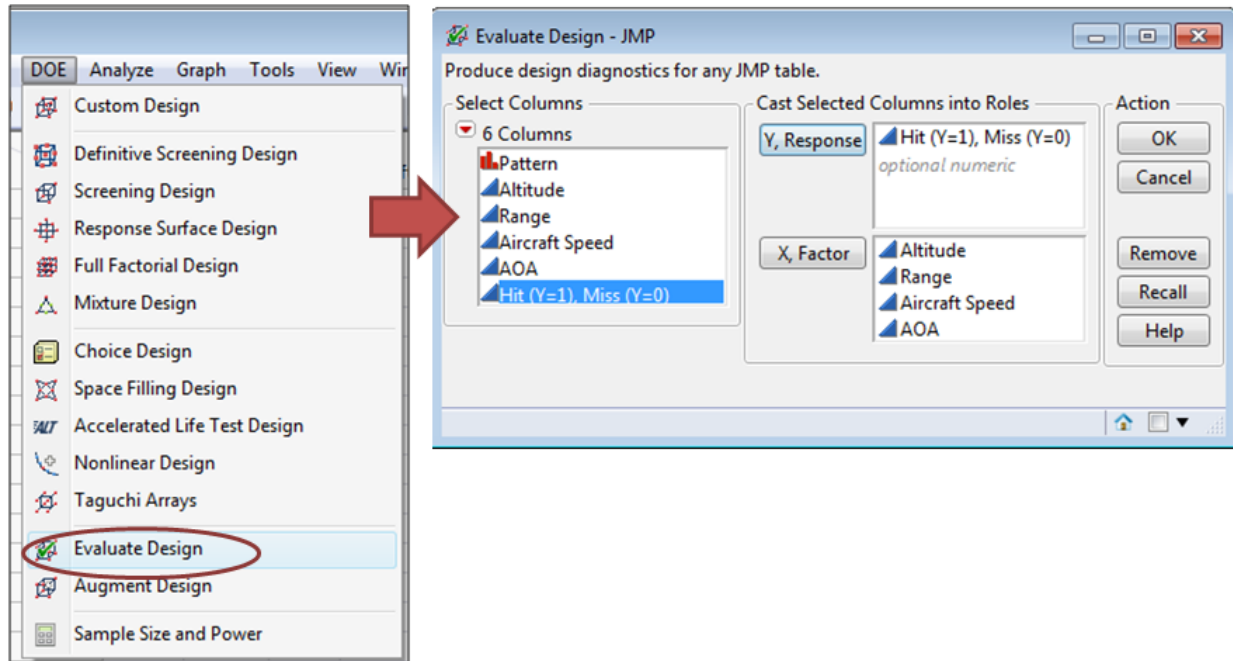 DOE Analyze Graph Tools View Wir
Custom Design
Definitive Screening Design
Screening Design
Response Surface Design
Full Factorial Design
Mixture Design
Choice Design
Space Filling Design
Accelerated Life Test Design
Nonlinear Design
Taguchi Arrays
Evaluate Design
Augment Design
Sample Size and Power
Evaluate Design - JMP
Produce design diagnostics for any JMP table.
Select Columns
6 Columns
Pattern
Altitude
Range
Aircraft Speed
AOA
Hit (Y=1), Miss (Y=0)
Cast Selected Columns into Roles
Y, Response
Hit (Y=1), Miss (Y=0)
optional numeric
X, Factor
Altitude
Range
Aircraft Speed
AOA
Action
OK
Cancel
Remove
Recall
Help